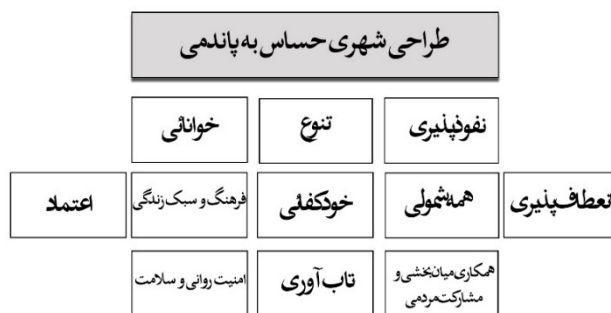 طراحی شهری حساس به پاندمی
نفوذپذیری
تنوع
خوانائی
نعطاف‌پذیری
همه‌شمولی
خودکفائی
فرهنگ و سبک زندگی
اعتماد
همکاری میان‌بخشی و
مشارکت مردمی
تاب‌آوری
امنیت روانی و سلامت